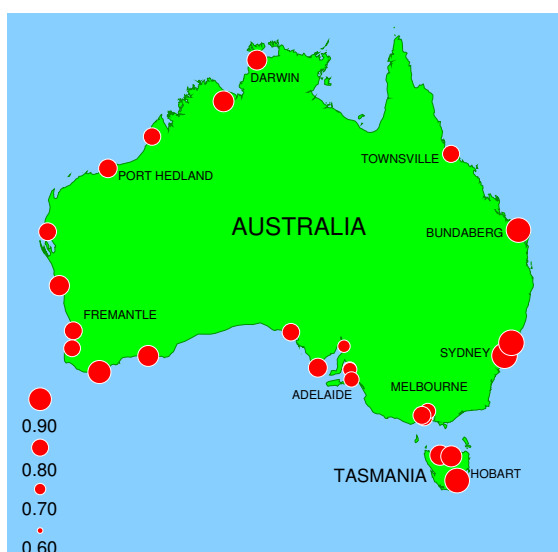 DARWIN
TOWNSVILLE
PORT HEDLAND
AUSTRALIA
BUNDABERG
FREMANTLE
SYDNEY
MELBOURNE
ADELAIDE
0.90
0.80
TASMANIA
HOBART
0.70
0.60